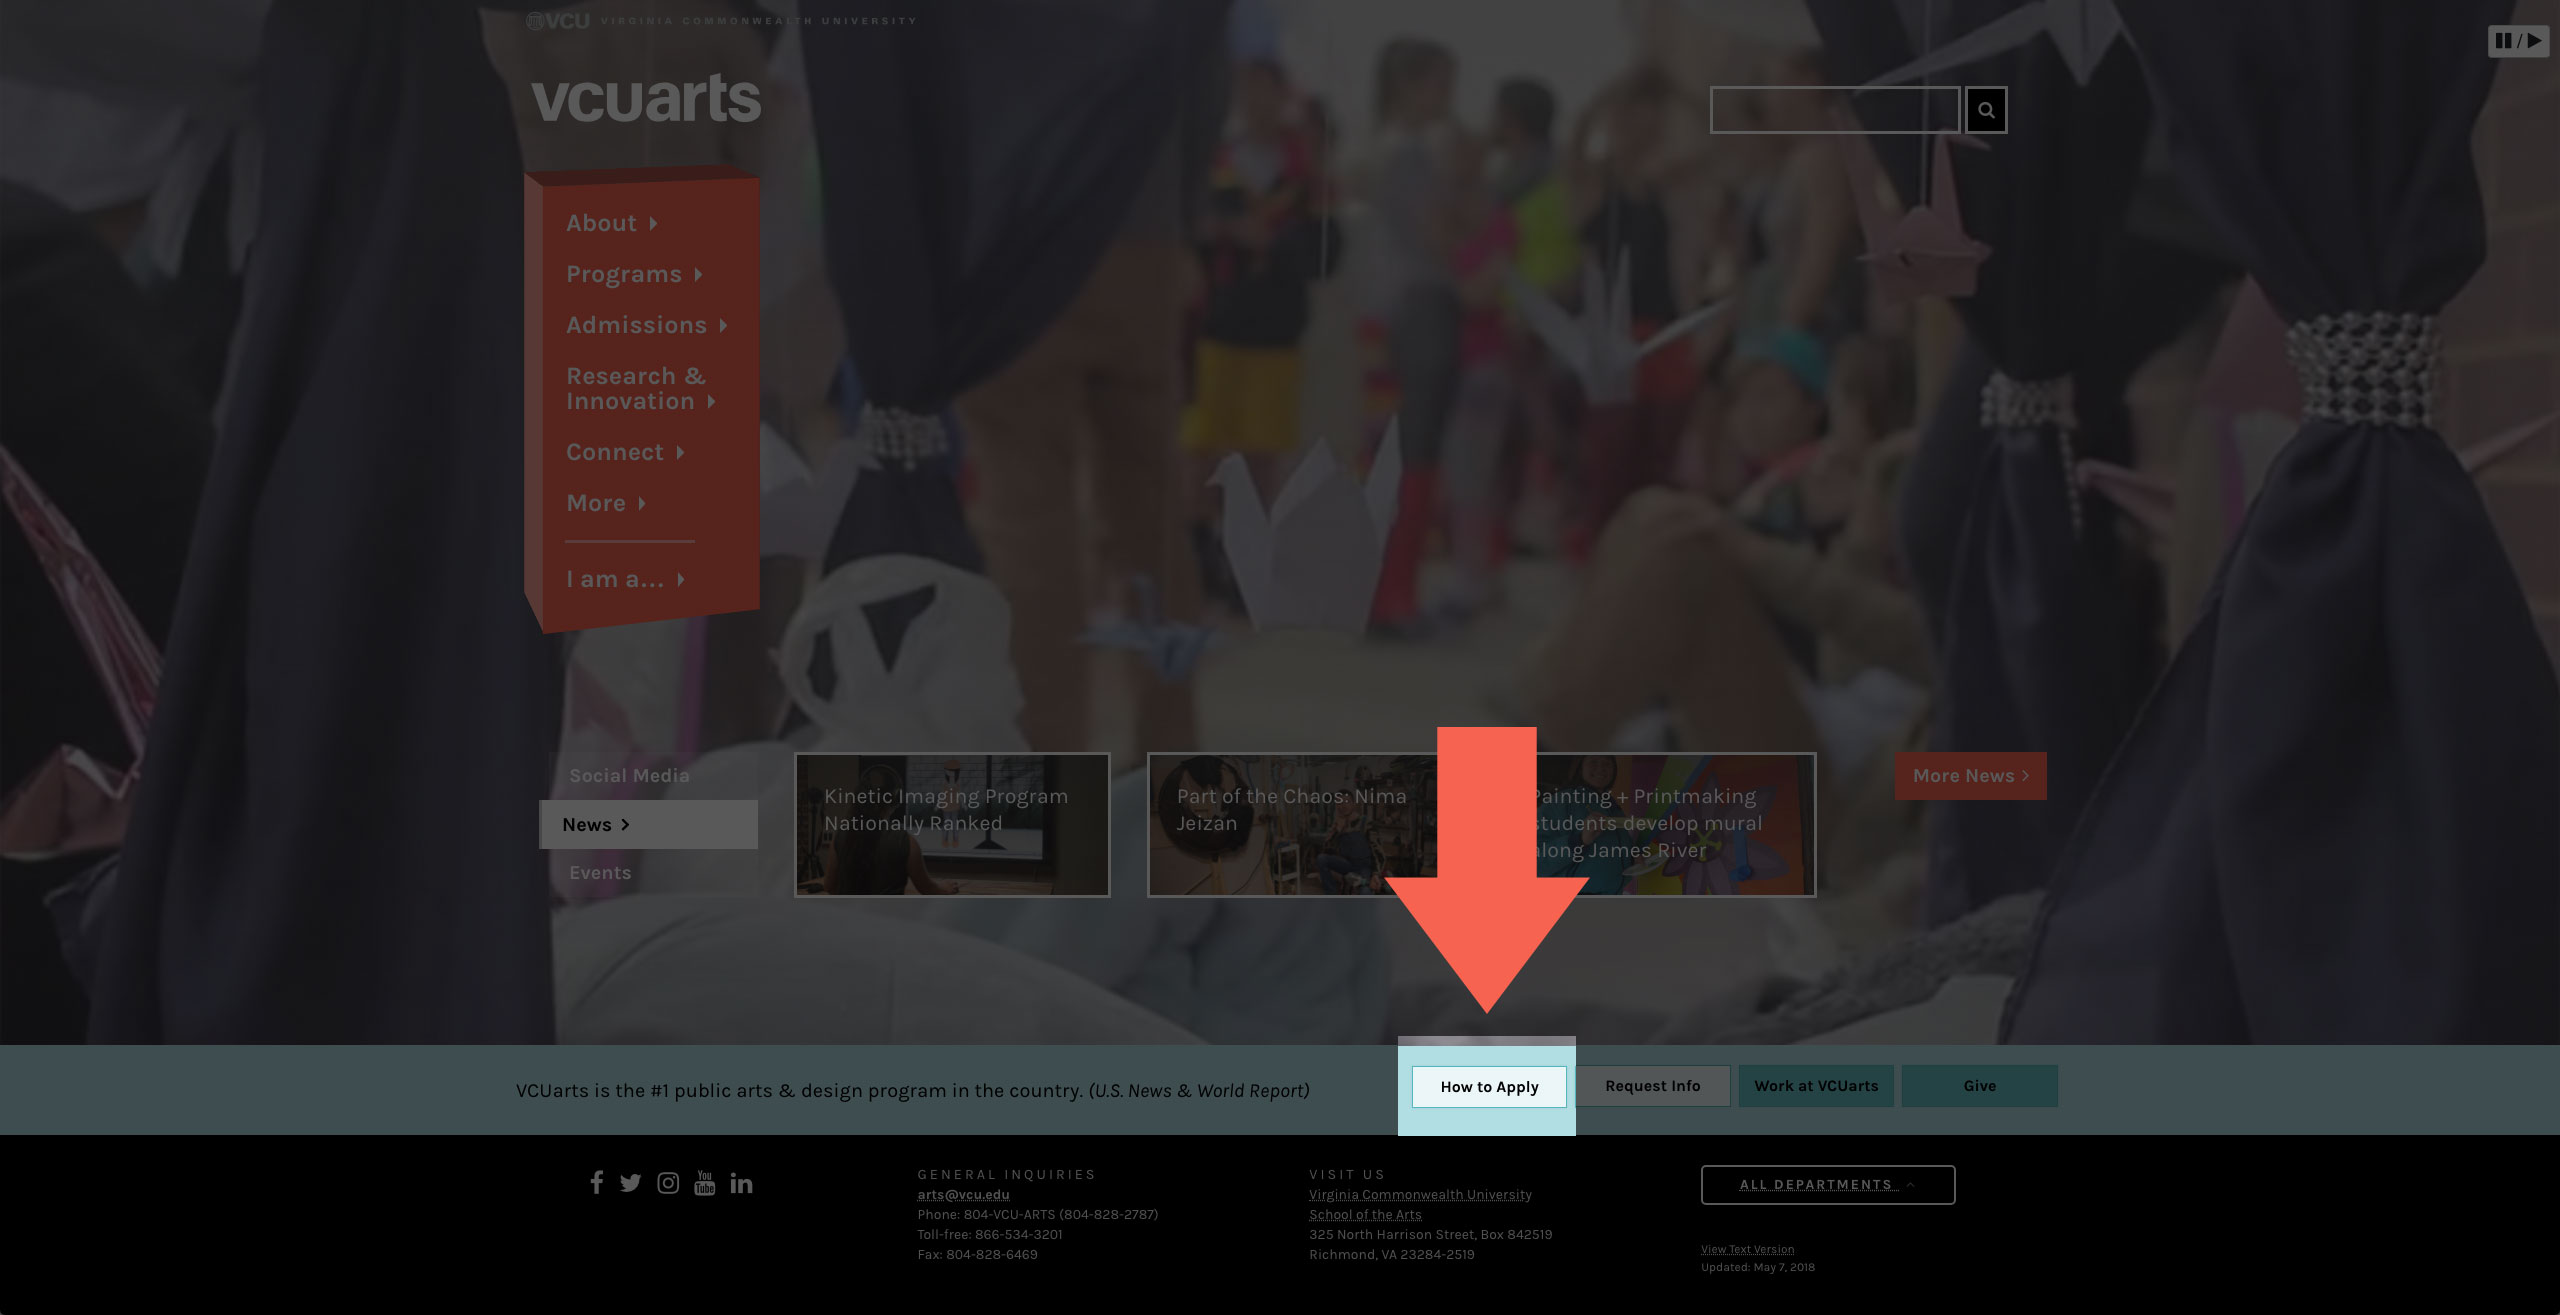 VCU VIRGINIA COMMONWEALTH UNIVERSITY
vcuarts
About
Programs
Admissions
Research &
Innovation
Connect
More
I am a...
Social Media
News
Events
Kinetic Imaging Program
Nationally Ranked
Part of the Chaos: Nima
Jeizan
Painting + Printmaking
students develop mural
along James River
More News
VCUarts is the #1 public arts & design program in the country. (U.S. News & World Report)
How to Apply
Request Info
Work at VCUarts
Give
GENERAL INQUIRIES
arts@vcu.edu
Phone: 804-VCU-ARTS (804-828-2787)
Toll-free: 866-534-3201
Fax: 804-828-6469
VISIT US
Virginia Commonwealth University
School of the Arts
325 North Harrison Street, Box 842519
Richmond, VA 23284-2519
ALL DEPARTMENTS
View Text Version
Updated: May 7, 2018
You
Tube